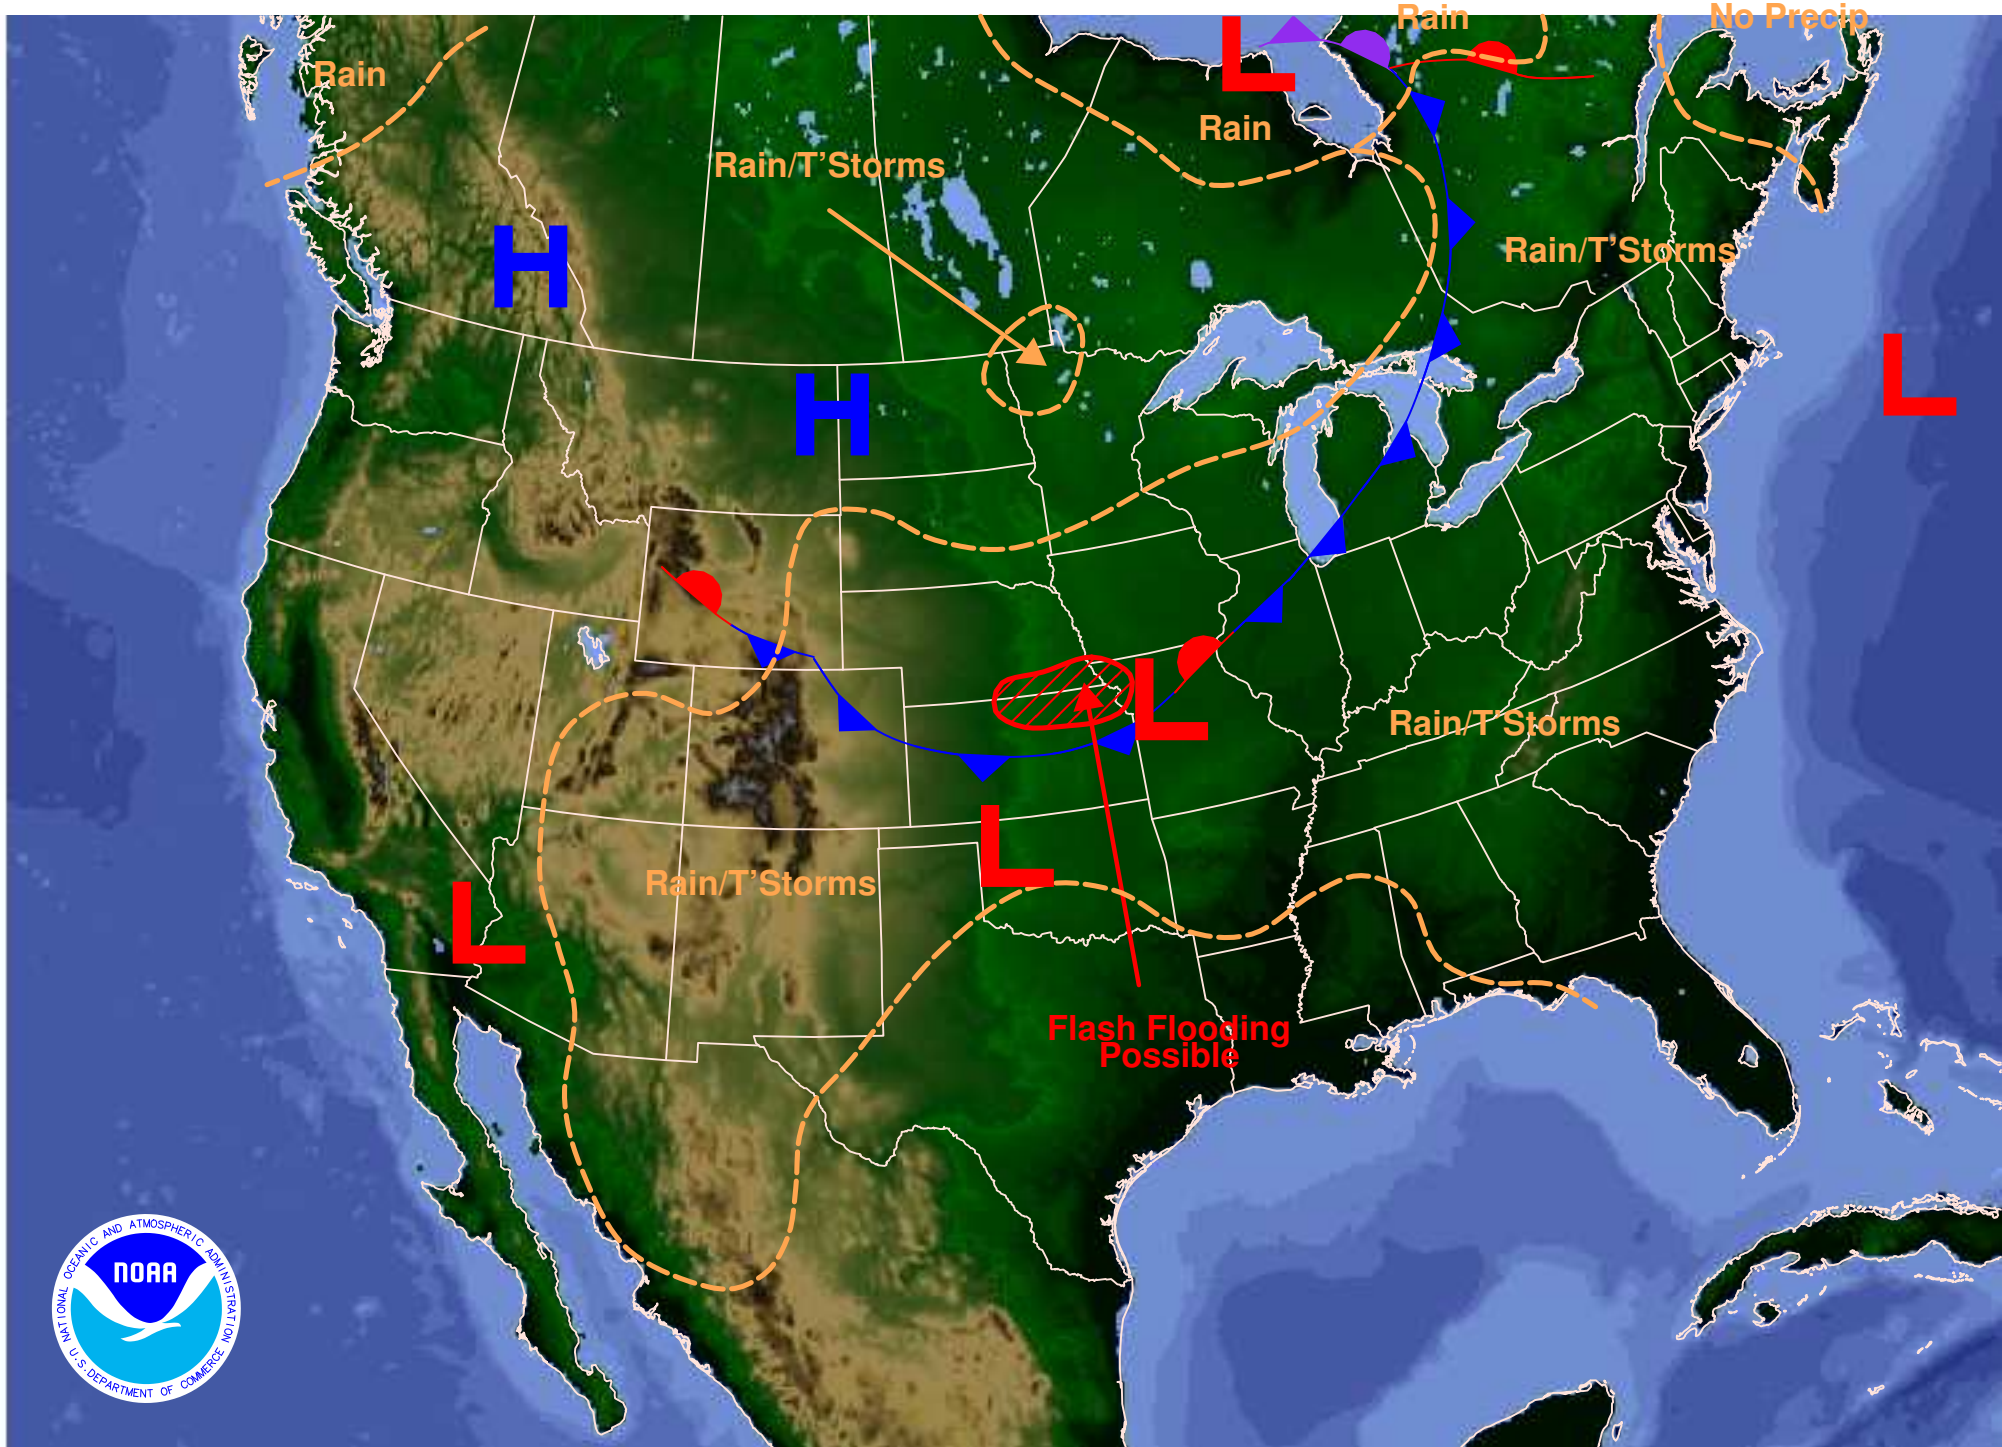 Rain
No Precip
Rain
L
Rain
Rain/T'Storms
H
Rain/T'Storms
L
H
L
Rain/T'Storms
L
Rain/T'Storms
L
Flash Flooding
Possible
NATIONAL OCEANIC AND ATMOSPHERIC ADMINISTRATION
NOAA
U.S. DEPARTMENT OF COMMERCE